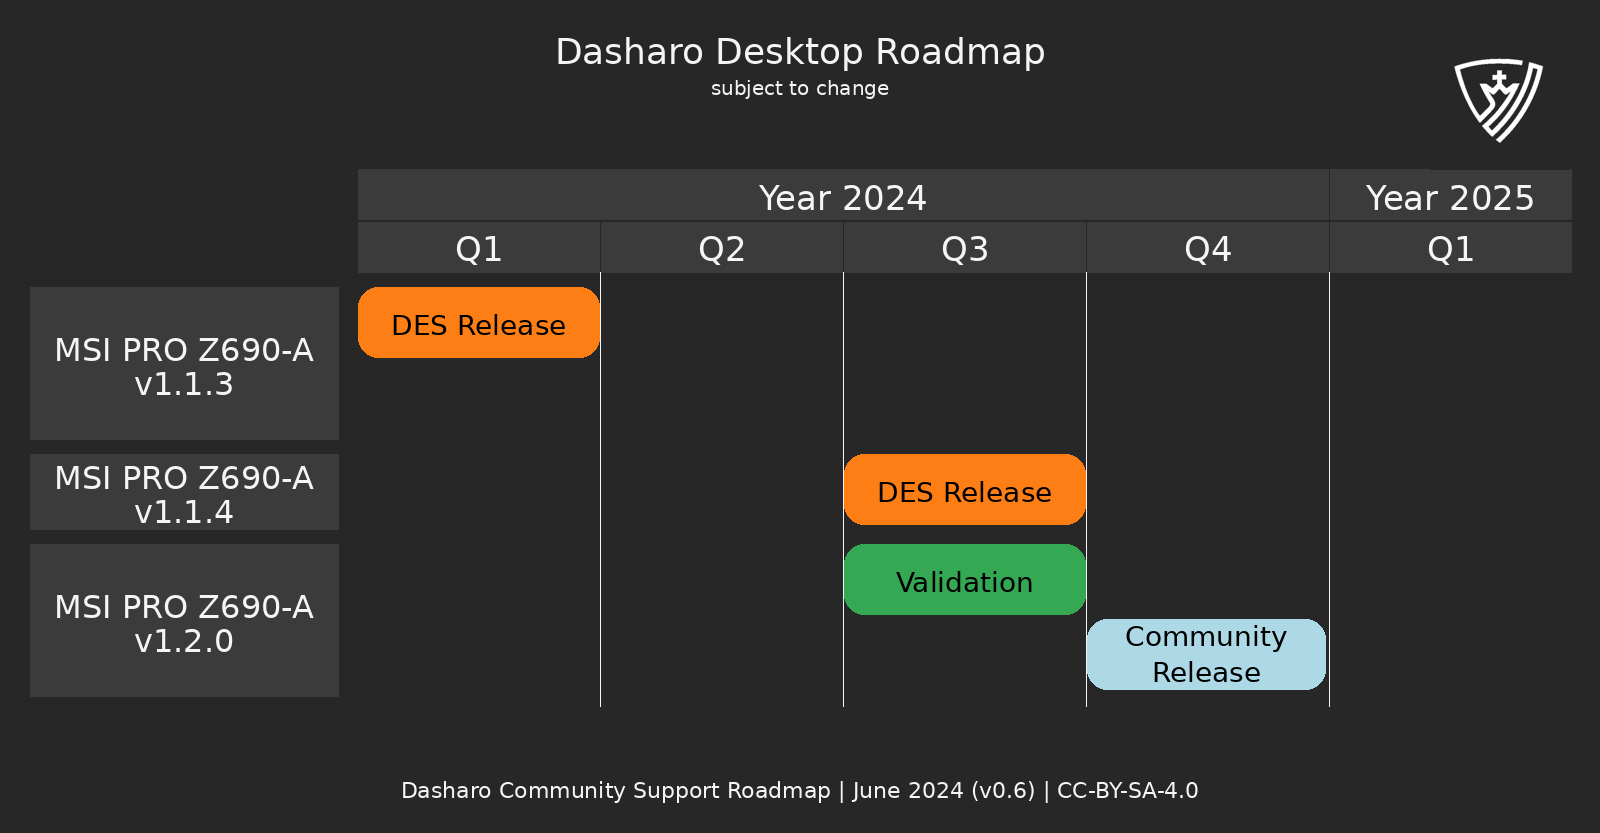 Dasharo Desktop Roadmap
subject to change
Year 2024
Year 2025
Q1
Q2
Q3
Q4
Q1
MSI PRO Z690-A
v1.1.3
DES Release
MSI PRO Z690-A
v1.1.4
DES Release
MSI PRO Z690-A
v1.2.0
Validation
Community
Release
Dasharo Community Support Roadmap | June 2024 (v0.6) | CC-BY-SA-4.0